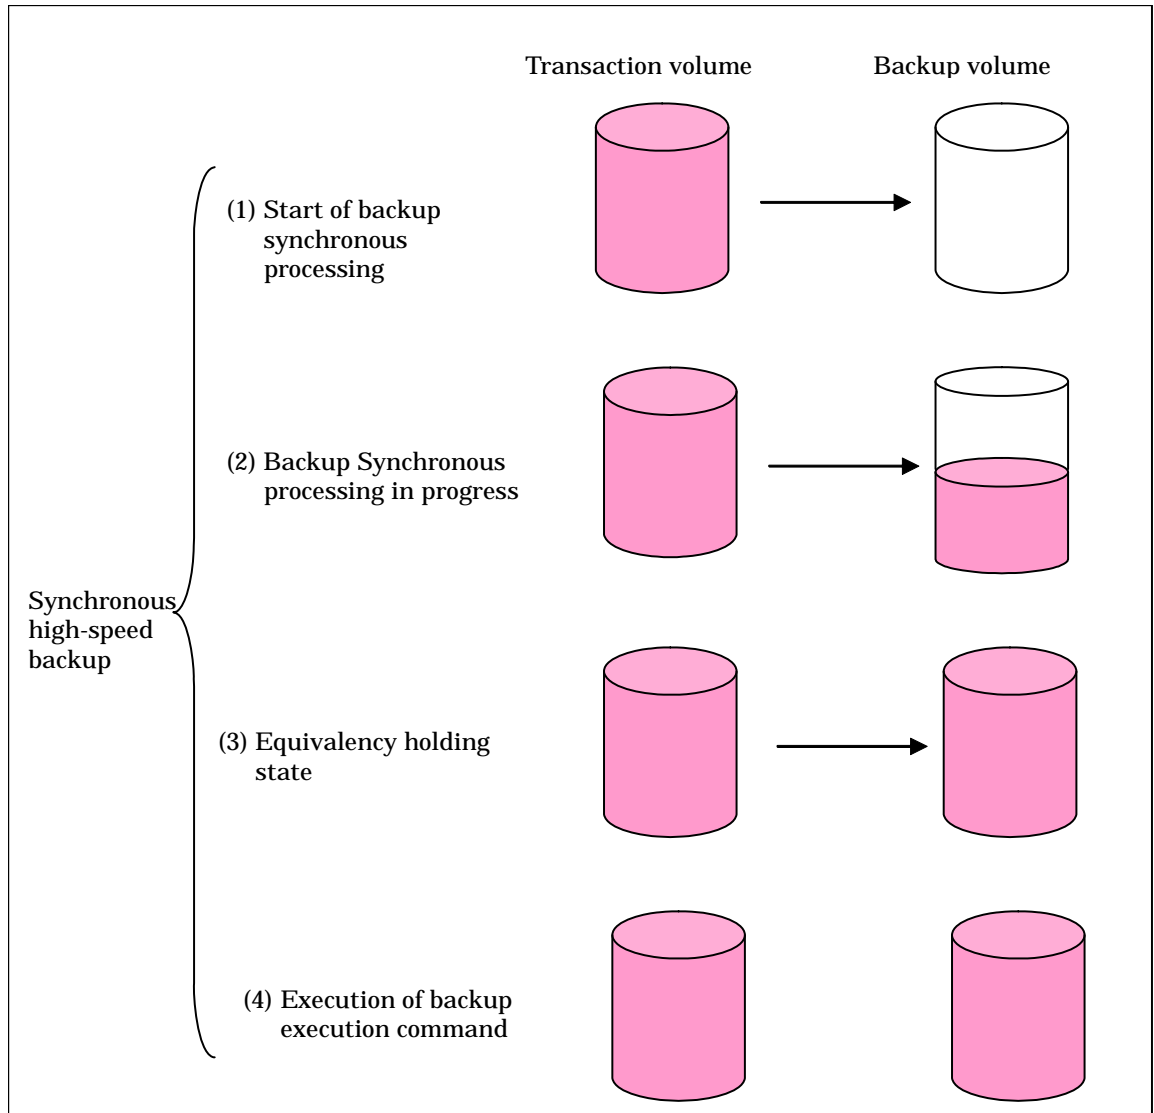 Transaction volume
Backup volume
(1) Start of backup
synchronous
processing
(2) Backup Synchronous
processing in progress
Synchronous
high-speed
backup
(3) Equivalency holding
state
(4) Execution of backup
execution command